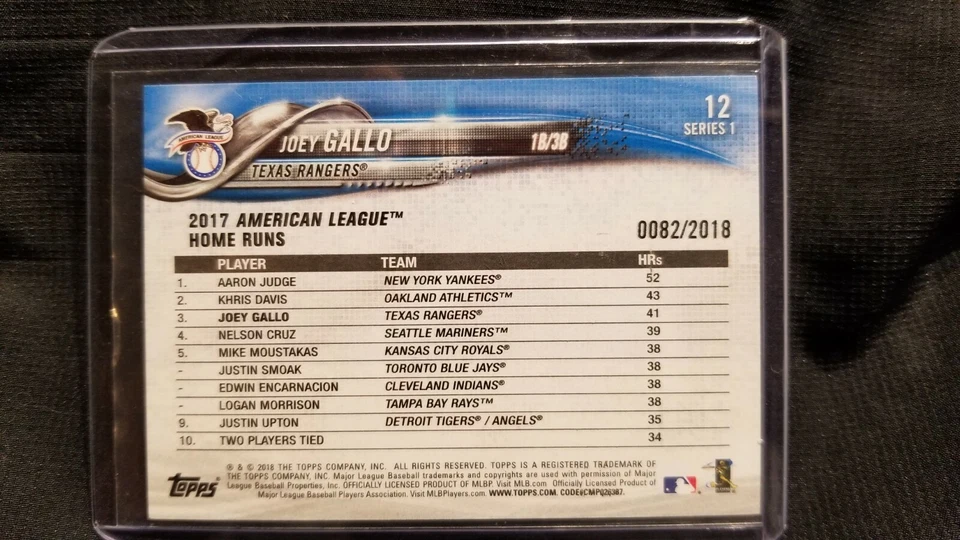 12
SERIES 1
AMERICAN LEAGUE
JOEY GALLO 1B/3B
TEXAS RANGERS®
2017 AMERICAN LEAGUE™
HOME RUNS
0082/2018
PLAYER TEAM HRs
1. AARON JUDGE NEW YORK YANKEES® 52
2. KHRIS DAVIS OAKLAND ATHLETICS™ 43
3. JOEY GALLO TEXAS RANGERS® 41
4. NELSON CRUZ SEATTLE MARINERS™ 39
5. MIKE MOUSTAKAS KANSAS CITY ROYALS® 38
- JUSTIN SMOAK TORONTO BLUE JAYS® 38
- EDWIN ENCARNACION CLEVELAND INDIANS® 38
- LOGAN MORRISON TAMPA BAY RAYS™ 38
9. JUSTIN UPTON DETROIT TIGERS® / ANGELS® 35
10. TWO PLAYERS TIED 34
Topps®
® & © 2018 THE TOPPS COMPANY, INC. ALL RIGHTS RESERVED. TOPPS IS A REGISTERED TRADEMARK OF
THE TOPPS COMPANY, INC. Major League Baseball trademarks and copyrights are used with permission of Major
League Baseball Properties, Inc. OFFICIALLY LICENSED PRODUCT OF MLBP. Visit MLB.com Officially Licensed Product of
Major League Baseball Players Association. Visit MLBPlayers.com. WWW.TOPPS.COM. CODE#CMP026387.